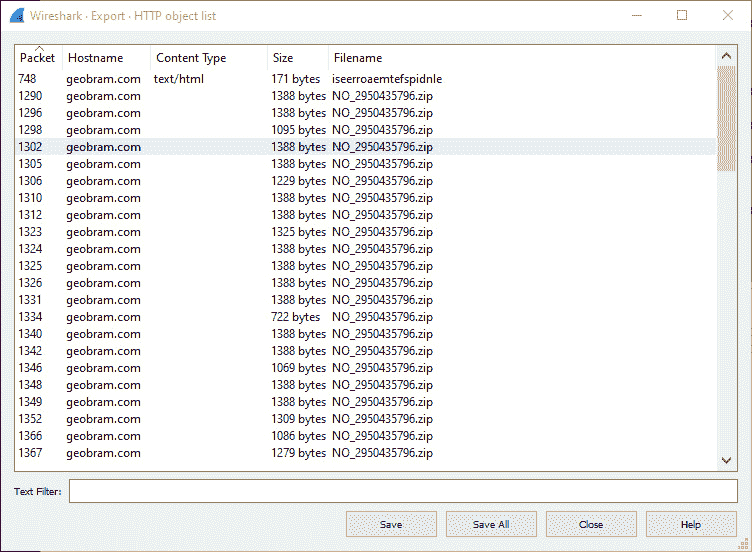 Wireshark · Export · HTTP object list
Packet Hostname Content Type Size Filename
748 geobram.com text/html 171 bytes iseerroaemtefspidnle
1290 geobram.com 1388 bytes NO_2950435796.zip
1296 geobram.com 1388 bytes NO_2950435796.zip
1298 geobram.com 1095 bytes NO_2950435796.zip
1302 geobram.com 1388 bytes NO_2950435796.zip
1305 geobram.com 1388 bytes NO_2950435796.zip
1306 geobram.com 1229 bytes NO_2950435796.zip
1310 geobram.com 1388 bytes NO_2950435796.zip
1312 geobram.com 1388 bytes NO_2950435796.zip
1323 geobram.com 1325 bytes NO_2950435796.zip
1324 geobram.com 1388 bytes NO_2950435796.zip
1325 geobram.com 1388 bytes NO_2950435796.zip
1326 geobram.com 1388 bytes NO_2950435796.zip
1331 geobram.com 1388 bytes NO_2950435796.zip
1334 geobram.com 722 bytes NO_2950435796.zip
1340 geobram.com 1388 bytes NO_2950435796.zip
1342 geobram.com 1388 bytes NO_2950435796.zip
1346 geobram.com 1069 bytes NO_2950435796.zip
1348 geobram.com 1388 bytes NO_2950435796.zip
1349 geobram.com 1388 bytes NO_2950435796.zip
1352 geobram.com 1309 bytes NO_2950435796.zip
1366 geobram.com 1086 bytes NO_2950435796.zip
1367 geobram.com 1279 bytes NO_2950435796.zip
Text Filter:
Save Save All Close Help